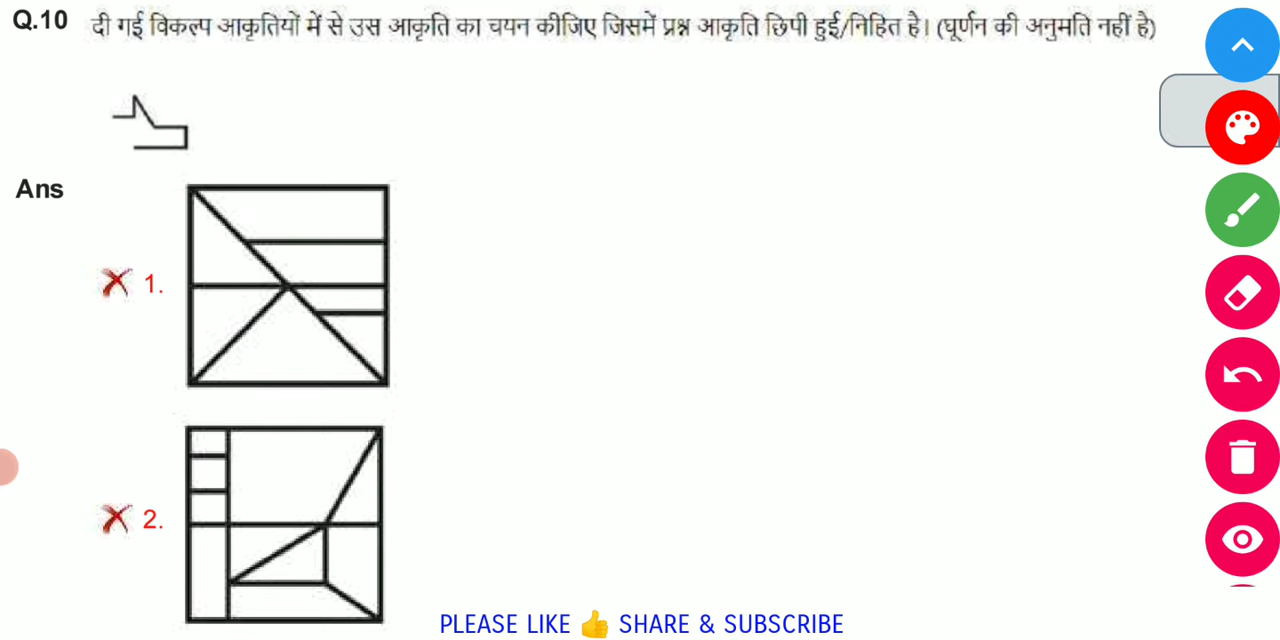 Q.10 दी गई विकल्प आकृतियों में से उस आकृति का चयन कीजिए जिसमें प्रश्न आकृति छिपी हुई/निहित है। (घूर्णन की अनुमति नहीं है)
Ans
1.
2.
PLEASE LIKE 👍 SHARE & SUBSCRIBE